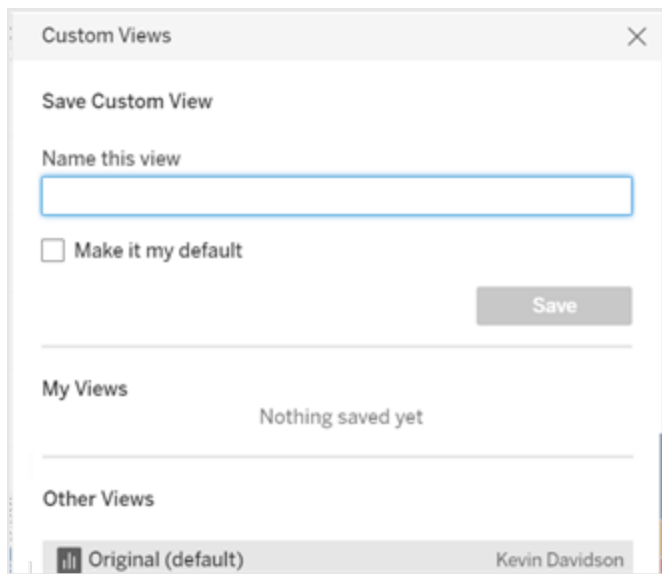 Custom Views
Save Custom View
Name this view
Make it my default
Save
My Views
Nothing saved yet
Other Views
Original (default) Kevin Davidson